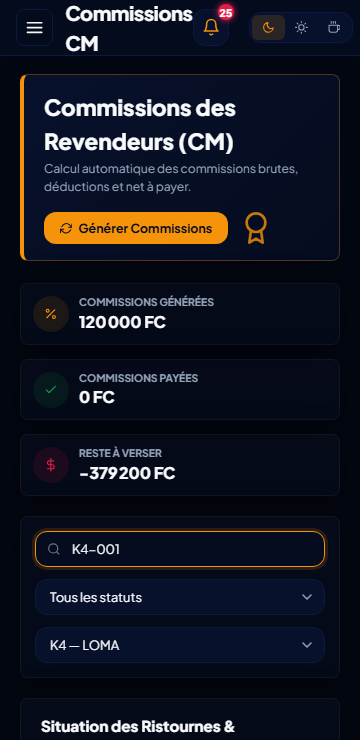 Commissions
CM
25
Commissions des
Revendeurs (CM)
Calcul automatique des commissions brutes,
déductions et net à payer.
Générer Commissions
COMMISSIONS GÉNÉRÉES
120 000 FC
COMMISSIONS PAYÉES
0 FC
RESTE À VERSER
-379 200 FC
K4-001
Tous les statuts
K4 — LOMA
Situation des Ristournes &